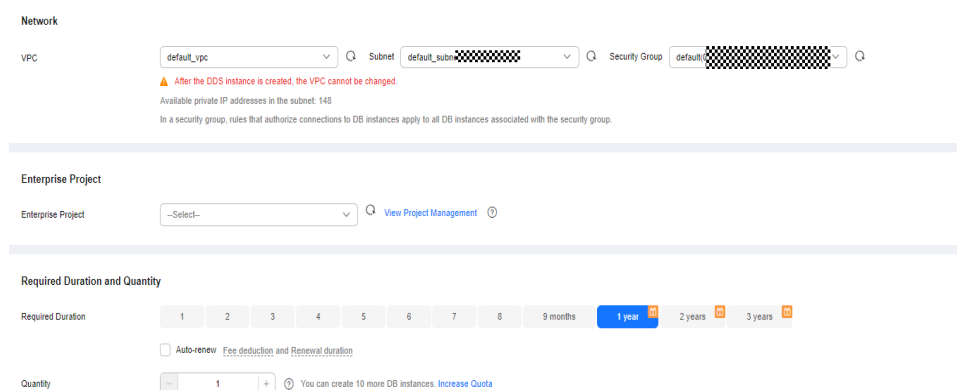 Network
VPC default_vpc Subnet default_subn Security Group default(
After the DDS instance is created, the VPC cannot be changed.
Available private IP addresses in the subnet: 148
In a security group, rules that authorize connections to DB instances apply to all DB instances associated with the security group.
Enterprise Project
Enterprise Project --Select-- View Project Management ?
Required Duration and Quantity
Required Duration 1 2 3 4 5 6 7 8 9 months 1 year 2 years 3 years
Auto-renew Fee deduction and Renewal duration
Quantity - 1 + ? You can create 10 more DB instances. Increase Quota